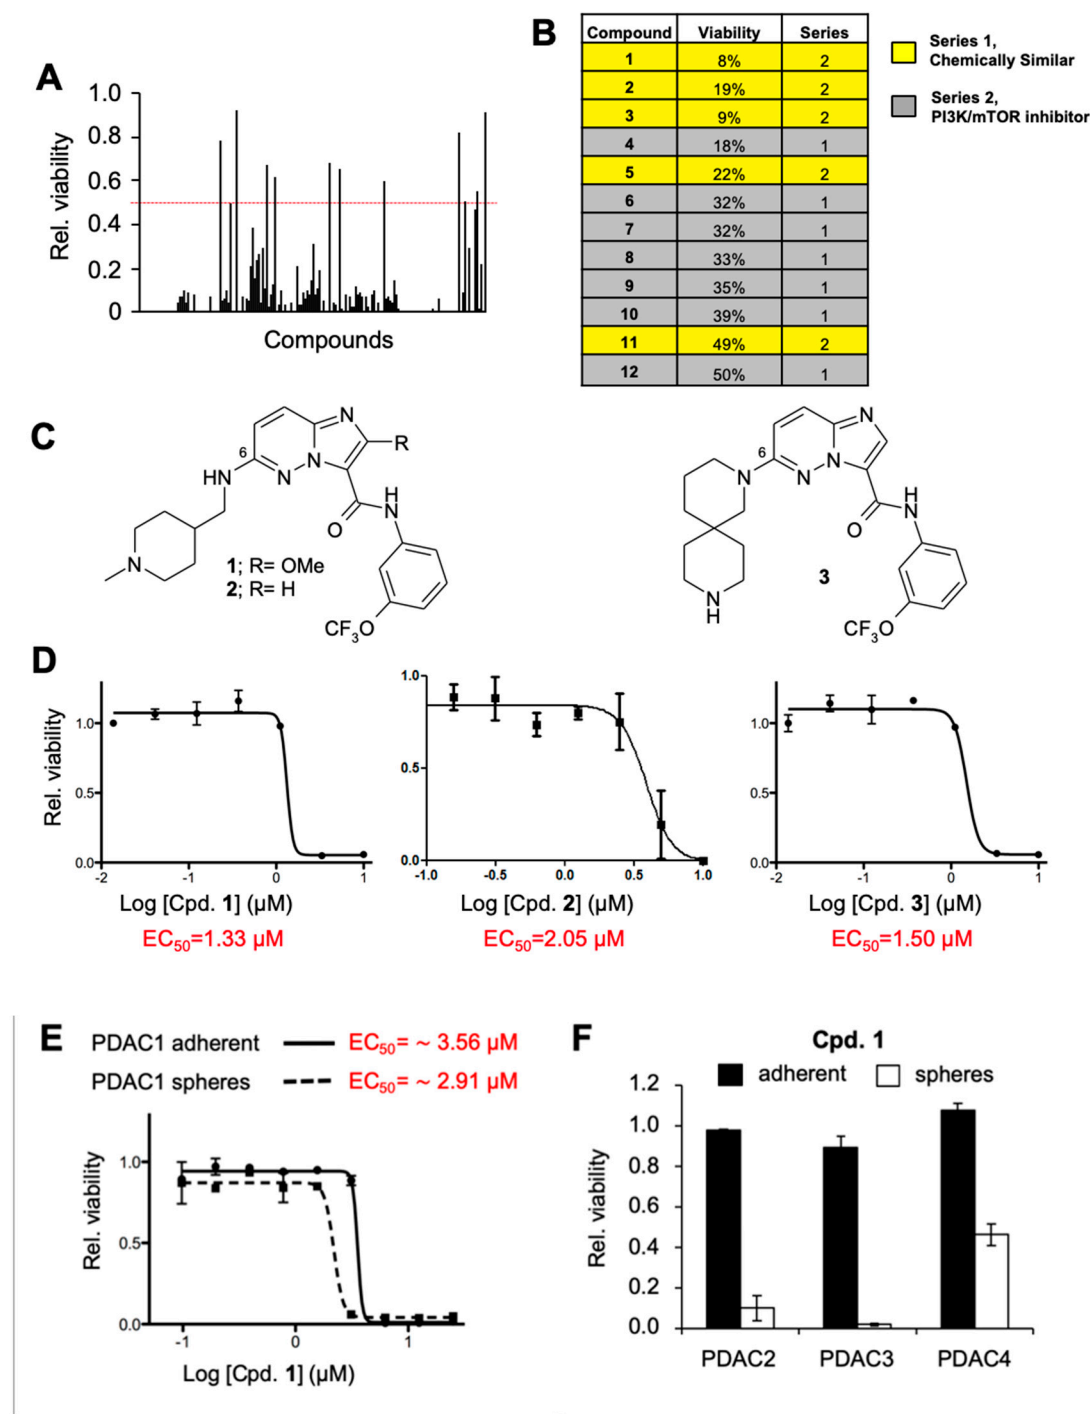 A
1.0
0.8
0.6
0.4
0.2
0
Rel. viability
Compounds
B
Compound Viability Series
1 8% 2
2 19% 2
3 9% 2
4 18% 1
5 22% 2
6 32% 1
7 32% 1
8 33% 1
9 35% 1
10 39% 1
11 49% 2
12 50% 1
Series 1,
Chemically Similar
Series 2,
PI3K/mTOR inhibitor
C
N
R
6
HN
N
N
H
N
O
N
1; R= OMe
2; R= H
CF3O
N
6
N
N
N
H
N
O
3
N
H
CF3O
D
Rel. viability
1.0
0.5
0.0
-2 -1 0 1
Log [Cpd. 1] (µM)
EC50=1.33 µM
1.0
0.5
0.0
-1.0 -0.5 0.0 0.5 1.0
Log [Cpd. 2] (µM)
EC50=2.05 µM
1.0
0.5
0.0
-2 -1 0 1
Log [Cpd. 3] (µM)
EC50=1.50 µM
E
PDAC1 adherent EC50= ~ 3.56 µM
PDAC1 spheres EC50= ~ 2.91 µM
Rel. viability
1.0
0.5
0.0
-1 0 1
Log [Cpd. 1] (µM)
F
Cpd. 1
adherent spheres
Rel. viability
1.2
1.0
0.8
0.6
0.4
0.2
0.0
PDAC2 PDAC3 PDAC4